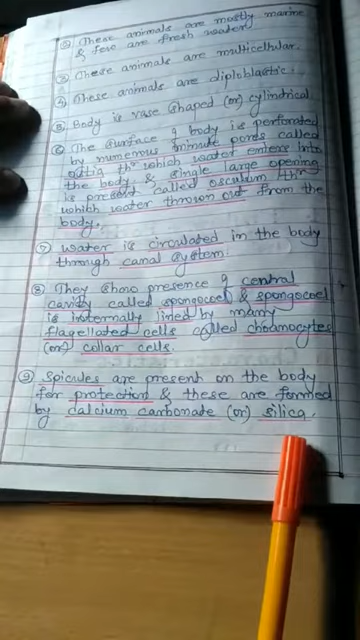 ② These animals are mostly marine
& few are fresh water.
③ These animals are multicellular.
④ These animals are diploblastic.
⑤ Body is vase shaped (or) cylindrical
⑥ The surface of body is perforated
by numerous minute pores called
ostia thr' which water enters into
the body & single large opening
is present called osculum thr'
which water thrown out from the
body.
⑦ water is circulated in the body
through canal system.
⑧ They show presence of central
cavity called spongocoel & spongocoel
is internally lined by many
flagellated cells called choanocytes
(or) collar cells.
⑨ Spicules are present on the body
for protection & these are formed
by calcium carbonate (or) silica.